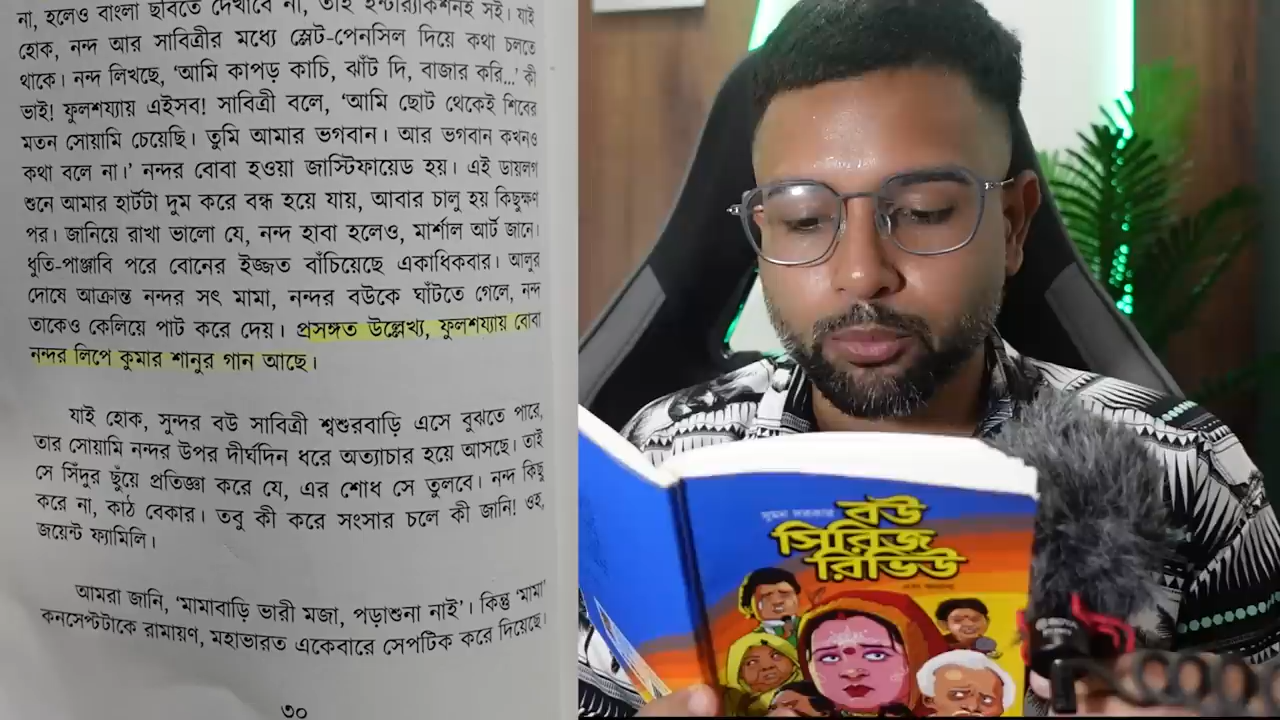 না, হলেও বাংলা ছবিতে দেখাবে না, তাই ইন্টার‍্যাকশনই সই। যাই
হোক, নন্দ আর সাবিত্রীর মধ্যে স্লেট-পেনসিল দিয়ে কথা চলতে
থাকে। নন্দ লিখছে, ‘আমি কাপড় কাচি, ঝাঁট দি, বাজার করি...’ কী
ভাই! ফুলশয্যায় এইসব! সাবিত্রী বলে, ‘আমি ছোট থেকেই শিবের
মতন সোয়ামি চেয়েছি। তুমি আমার ভগবান। আর ভগবান কখনও
কথা বলে না।’ নন্দর বোবা হওয়া জাস্টিফায়েড হয়। এই ডায়লগ
শুনে আমার হার্টটা দুম করে বন্ধ হয়ে যায়, আবার চালু হয় কিছুক্ষণ
পর। জানিয়ে রাখা ভালো যে, নন্দ হাবা হলেও, মার্শাল আর্ট জানে।
ধুতি-পাঞ্জাবি পরে বোনের ইজ্জত বাঁচিয়েছে একাধিকবার। আলুর
দোষে আক্রান্ত নন্দর সৎ মামা, নন্দর বউকে ঘাঁটতে গেলে, নন্দ
তাকেও কেলিয়ে পাট করে দেয়। প্রসঙ্গত উল্লেখ্য, ফুলশয্যায় বোবা
নন্দর লিপে কুমার শানুর গান আছে।
যাই হোক, সুন্দর বউ সাবিত্রী শ্বশুরবাড়ি এসে বুঝতে পারে,
তার সোয়ামি নন্দর উপর দীর্ঘদিন ধরে অত্যাচার হয়ে আসছে। তাই
সে সিঁদুর ছুঁয়ে প্রতিজ্ঞা করে যে, এর শোধ সে তুলবে। নন্দ কিছু
করে না, কাঠ বেকার। তবু কী করে সংসার চলে কী জানি! ওহ,
জয়েন্ট ফ্যামিলি।
আমরা জানি, ‘মামাবাড়ি ভারী মজা, পড়াশুনা নাই’। কিন্তু ‘মামা’
কনসেপ্টটাকে রামায়ণ, মহাভারত একেবারে সেপটিক করে দিয়েছে।
৩০
সুমন সরকার
বউ
সিরিজ
রিভিউ
এবং অন্যান্য